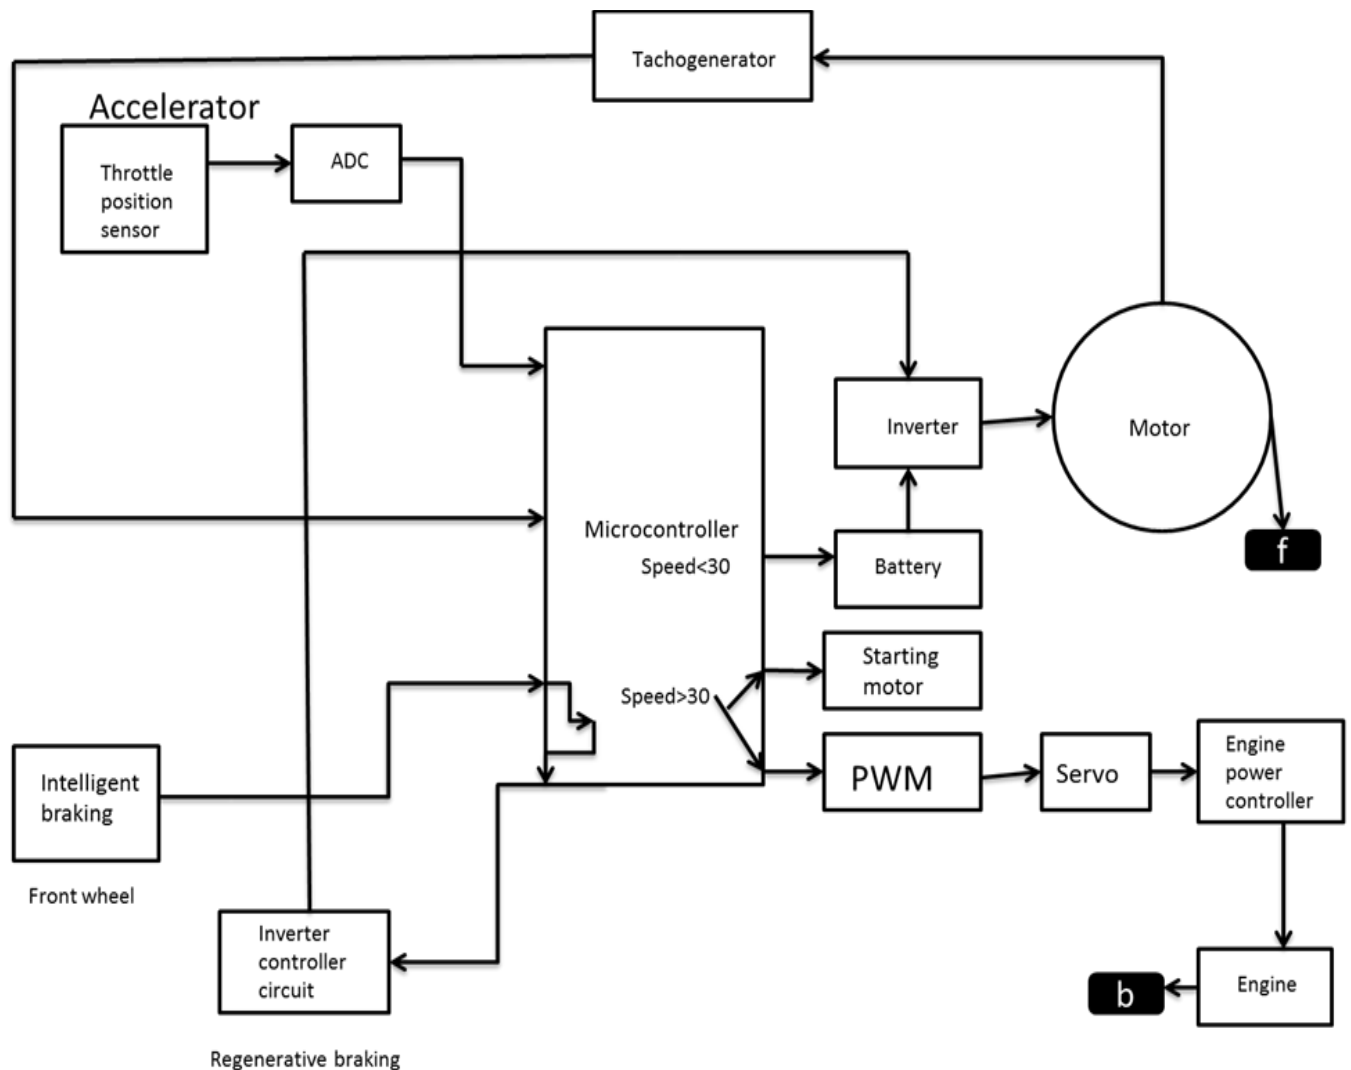 Tachogenerator
Accelerator
Throttle
position
sensor
ADC
Inverter
Motor
Microcontroller
Speed<30
Battery
f
Starting
motor
Speed>30
PWM
Servo
Engine
power
controller
Intelligent
braking
Front wheel
Inverter
controller
circuit
Engine
b
Regenerative braking